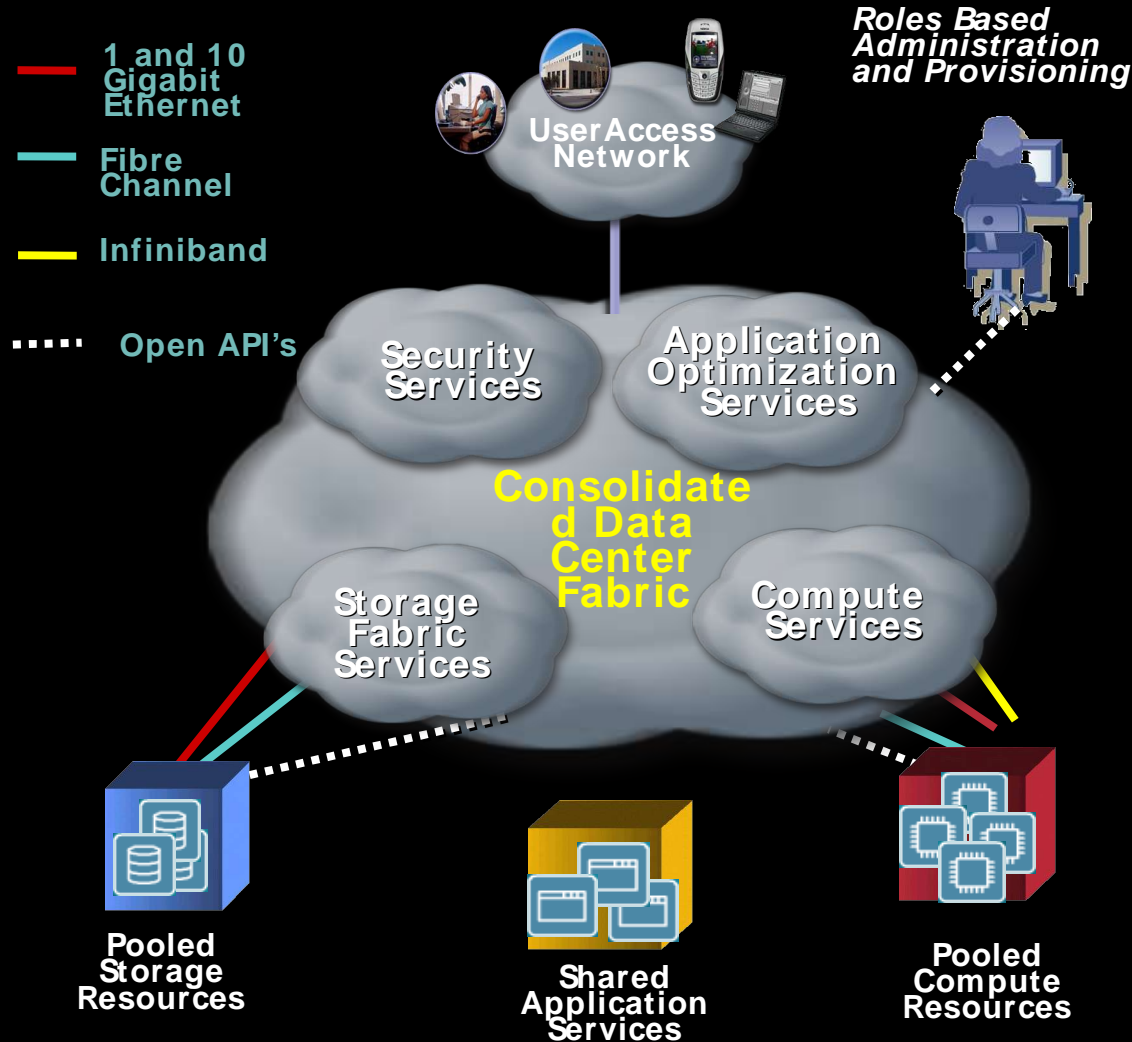 Roles Based
Administration
and Provisioning
1 and 10
Gigabit
Ethernet
Fibre
Channel
Infiniband
Open API's
User Access
Network
Security
Services
Application
Optimization
Services
Consolidate
d Data
Center
Fabric
Storage
Fabric
Services
Compute
Services
Pooled
Storage
Resources
Shared
Application
Services
Pooled
Compute
Resources